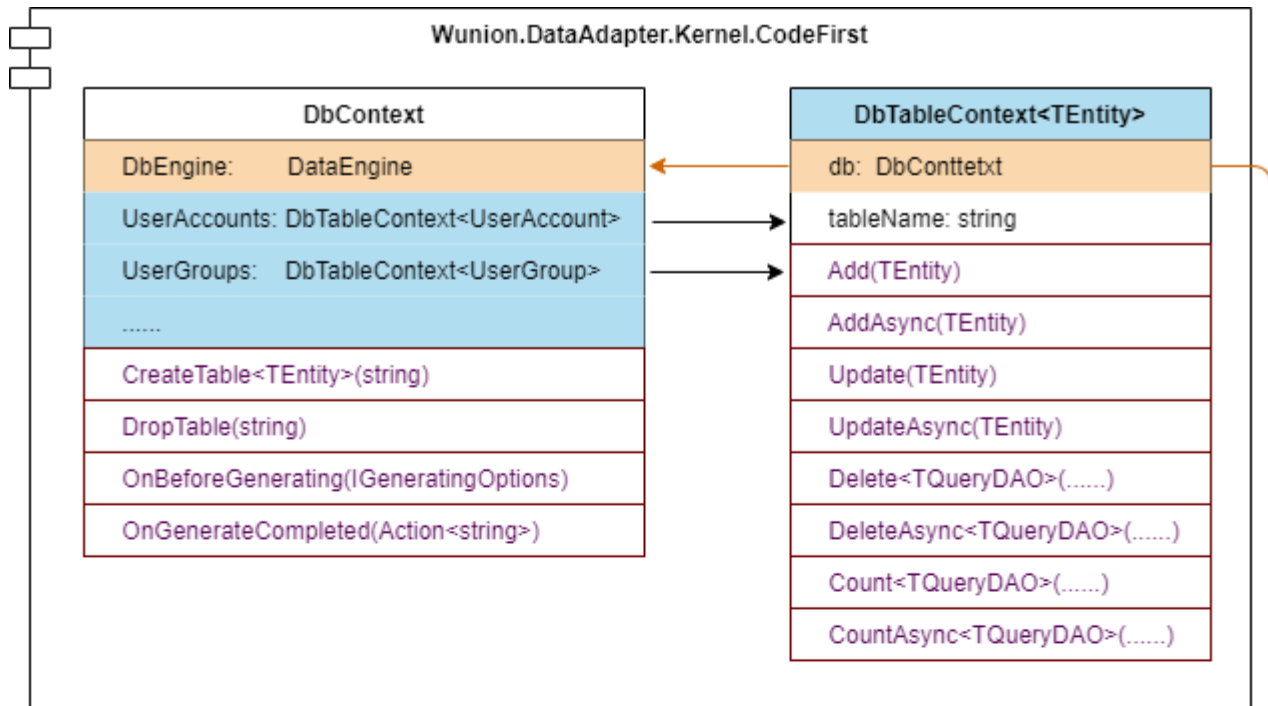 Wunion.DataAdapter.Kernel.CodeFirst
DbContext
DbEngine: DataEngine
UserAccounts: DbTableContext<UserAccount>
UserGroups: DbTableContext<UserGroup>
......
CreateTable<TEntity>(string)
DropTable(string)
OnBeforeGenerating(IGeneratingOptions)
OnGenerateCompleted(Action<string>)
DbTableContext<TEntity>
db: DbConttetxt
tableName: string
Add(TEntity)
AddAsync(TEntity)
Update(TEntity)
UpdateAsync(TEntity)
Delete<TQueryDAO>(......)
DeleteAsync<TQueryDAO>(......)
Count<TQueryDAO>(......)
CountAsync<TQueryDAO>(......)